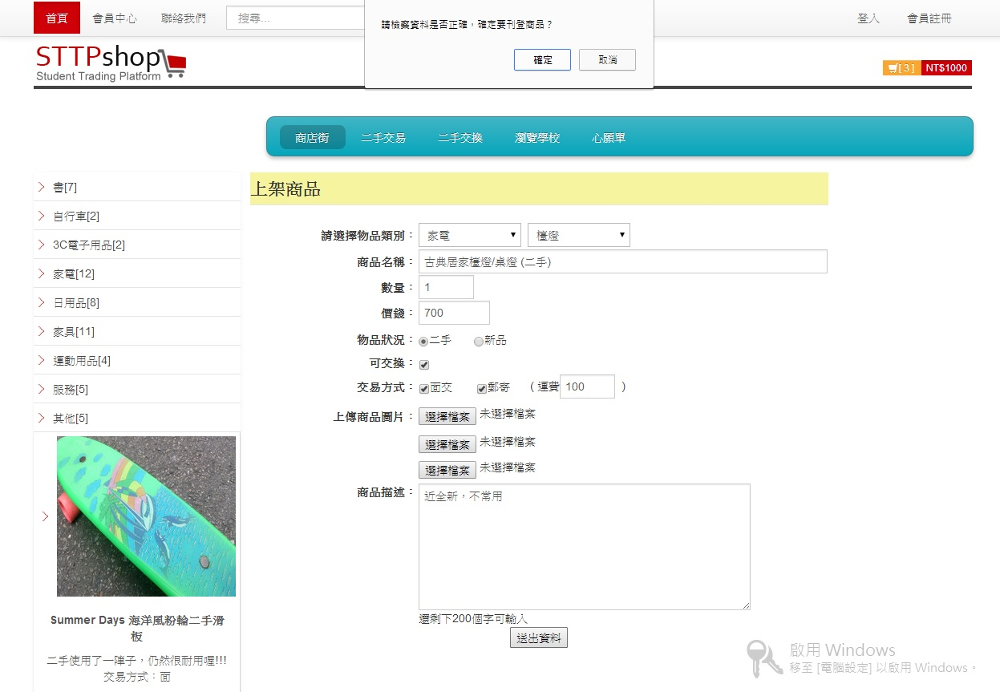 首頁 會員中心 聯絡我們 搜尋... 登入 會員註冊
請檢察資料是否正確，確定要刊登商品？
確定 取消
STTPshop
Student Trading Platform
[ 3 ] NT$1000
商店街 二手交易 二手交換 瀏覽學校 心願單
書[7]
自行車[2]
3C電子用品[2]
家電[12]
日用品[8]
家具[11]
運動用品[4]
服務[5]
其他[5]
Summer Days 海洋風粉輪二手滑
板
二手使用了一陣子，仍然很耐用喔!!!
交易方式：面
上架商品
請選擇物品類別： 家電 檯燈
商品名稱： 古典居家檯燈/桌燈 (二手)
數量： 1
價錢： 700
物品狀況： 二手 新品
可交換：
交易方式： 面交 郵寄 ( 運費 100 )
上傳商品圖片： 選擇檔案 未選擇檔案
選擇檔案 未選擇檔案
選擇檔案 未選擇檔案
商品描述： 近全新，不常用
還剩下200個字可輸入
送出資料
啟用 Windows
移至 [電腦設定] 以啟用 Windows。